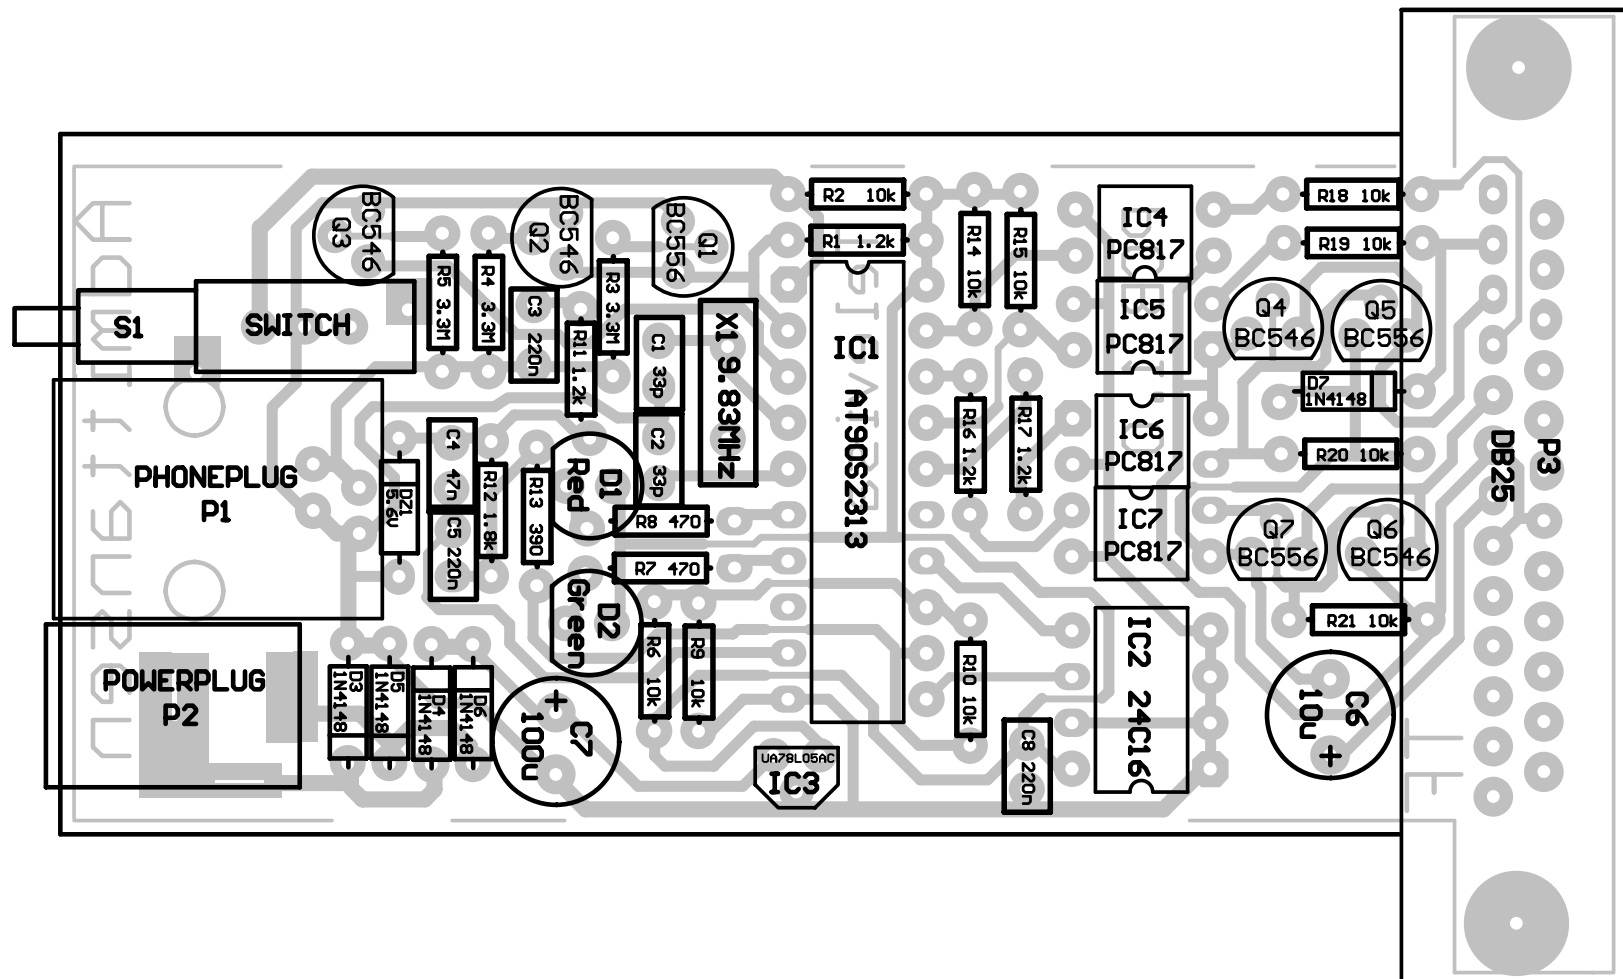 R2 10k
R1 1.2k
R18 10k
R19 10k
Q3
BC546
Q2
BC546
Q1
BC556
R5 3.3M
R4 3.3M
C3 220n
R11 1.2k
R3 3.3M
C1 33p
X1 9.83MHz
R14 10k
R15 10k
IC4
PC817
IC5
PC817
Q4
BC546
Q5
BC556
S1
SWITCH
IC1 AT90S2313
D7
1N4148
PHONEPLUG
P1
DZ1
5.6V
C4 47n
C5 220n
R12 1.8k
R13 390
D1
Red
C2 33p
R8 470
R7 470
R16 1.2k
R17 1.2k
IC6
PC817
IC7
PC817
R20 10k
Q7
BC556
Q6
BC546
P3
DB25
POWERPLUG
P2
D3
1N4148
D5
1N4148
D4
1N4148
D6
1N4148
C7
100u
+
D2
Green
R6 10k
R9 10k
UA78L05AC
IC3
R10 10k
C8 220n
IC2 24C16
R21 10k
C6
10u
+